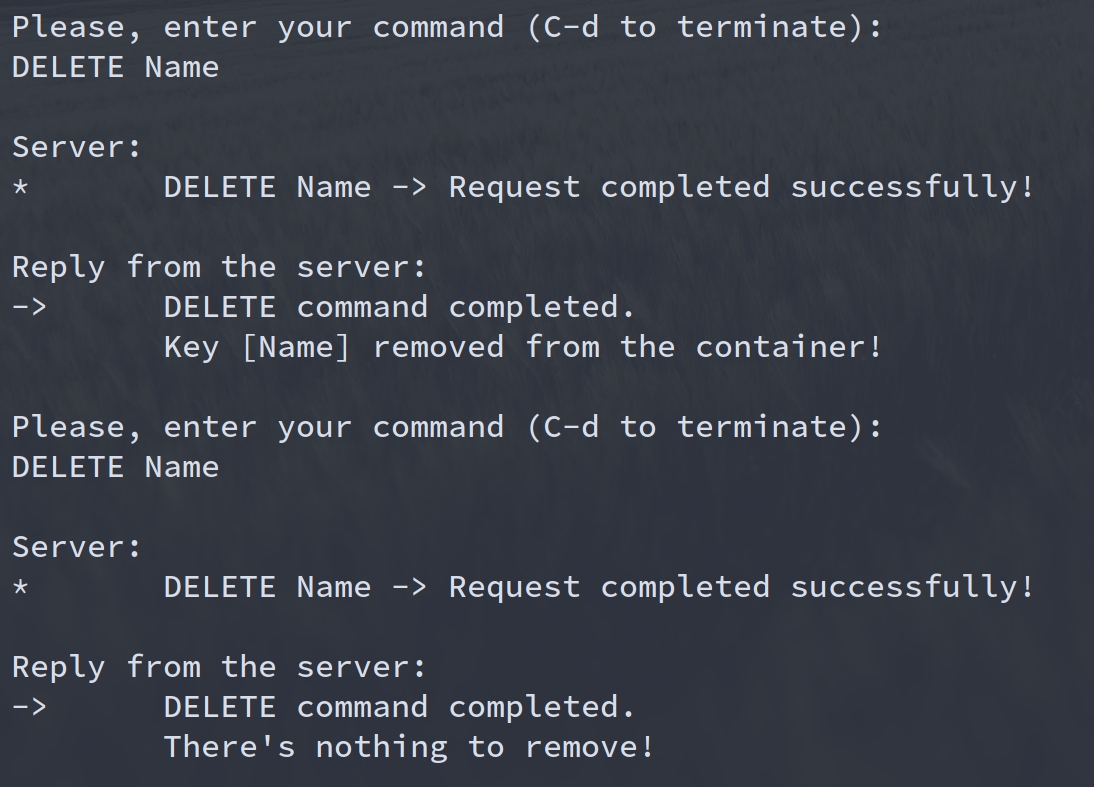 Please, enter your command (C-d to terminate):
DELETE Name
Server:
*       DELETE Name -> Request completed successfully!
Reply from the server:
->      DELETE command completed.
        Key [Name] removed from the container!
Please, enter your command (C-d to terminate):
DELETE Name
Server:
*       DELETE Name -> Request completed successfully!
Reply from the server:
->      DELETE command completed.
        There's nothing to remove!